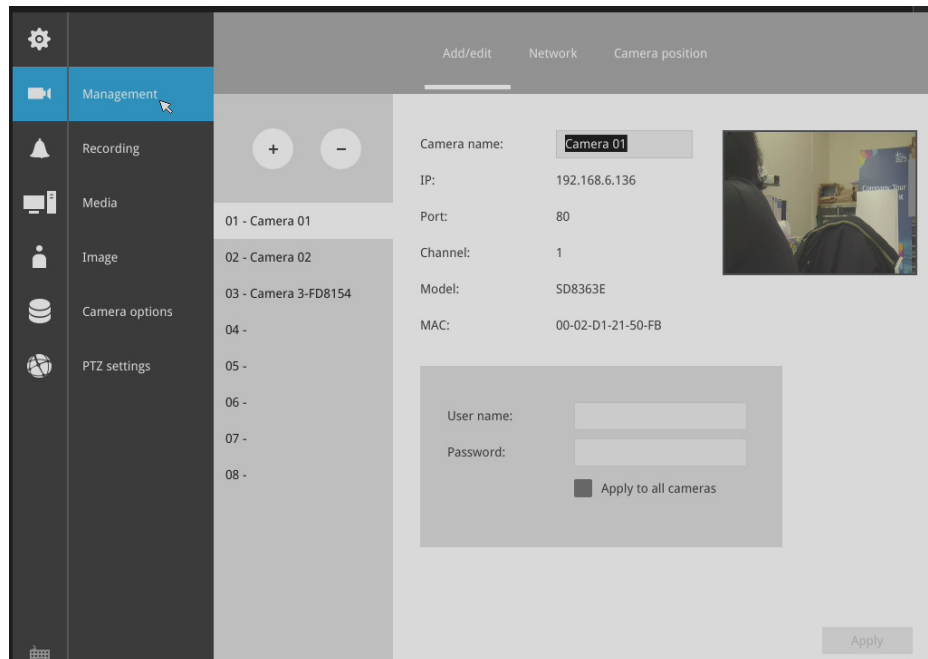 Add/edit Network Camera position
Management
Recording
Media
Image
Camera options
PTZ settings
+ −
01 - Camera 01
02 - Camera 02
03 - Camera 3-FD8154
04 -
05 -
06 -
07 -
08 -
Camera name: Camera 01
IP: 192.168.6.136
Port: 80
Channel: 1
Model: SD8363E
MAC: 00-02-D1-21-50-FB
Company Tour
User name:
Password:
Apply to all cameras
Apply